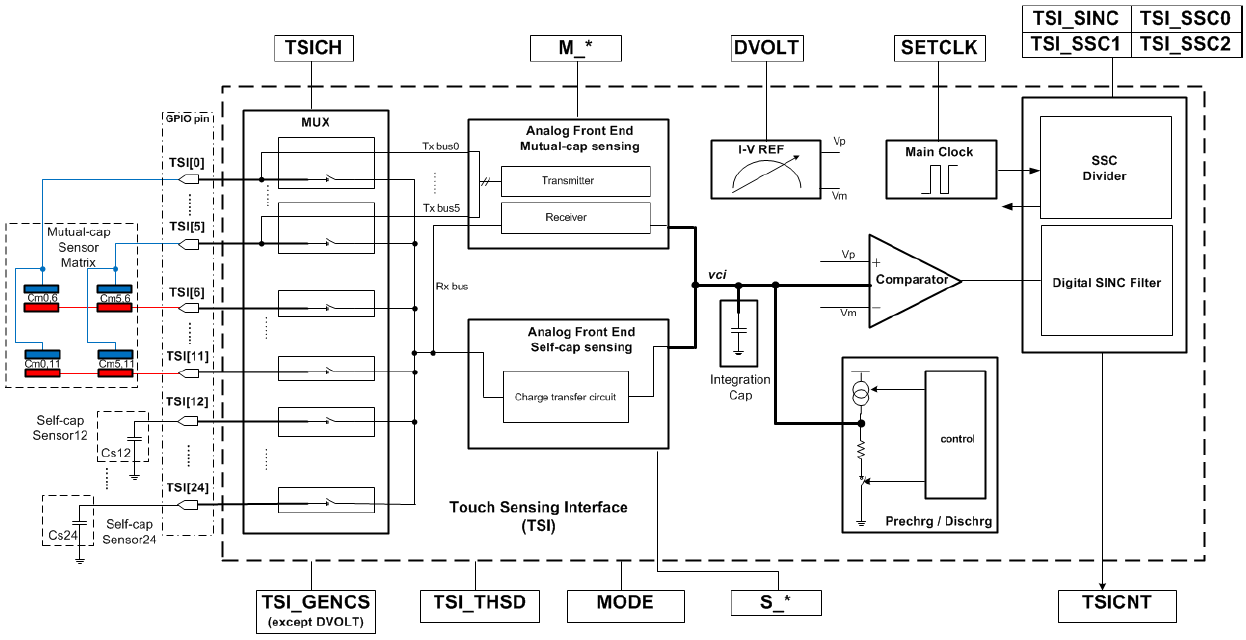 TSI_SINC TSI_SSC0
TSI_SSC1 TSI_SSC2
TSICH
M_*
DVOLT
SETCLK
GPIO pin
MUX
Analog Front End
Mutual-cap sensing
Tx bus0
Transmitter
Tx bus5
Receiver
I-V REF
Vp
Vm
Main Clock
SSC
Divider
TSI[0]
TSI[5]
Mutual-cap
Sensor
Matrix
Cm0,6
Cm5,6
TSI[6]
Rx bus
vci
Vp
+
Comparator
Vm
Digital SINC Filter
Cm0,11
Cm5,11
TSI[11]
Analog Front End
Self-cap sensing
Charge transfer circuit
Integration
Cap
TSI[12]
Self-cap
Sensor12
Cs12
control
TSI[24]
Cs24
Self-cap
Sensor24
Touch Sensing Interface
(TSI)
Prechrg / Dischrg
TSI_GENCS
(except DVOLT)
TSI_THSD
MODE
S_*
TSICNT